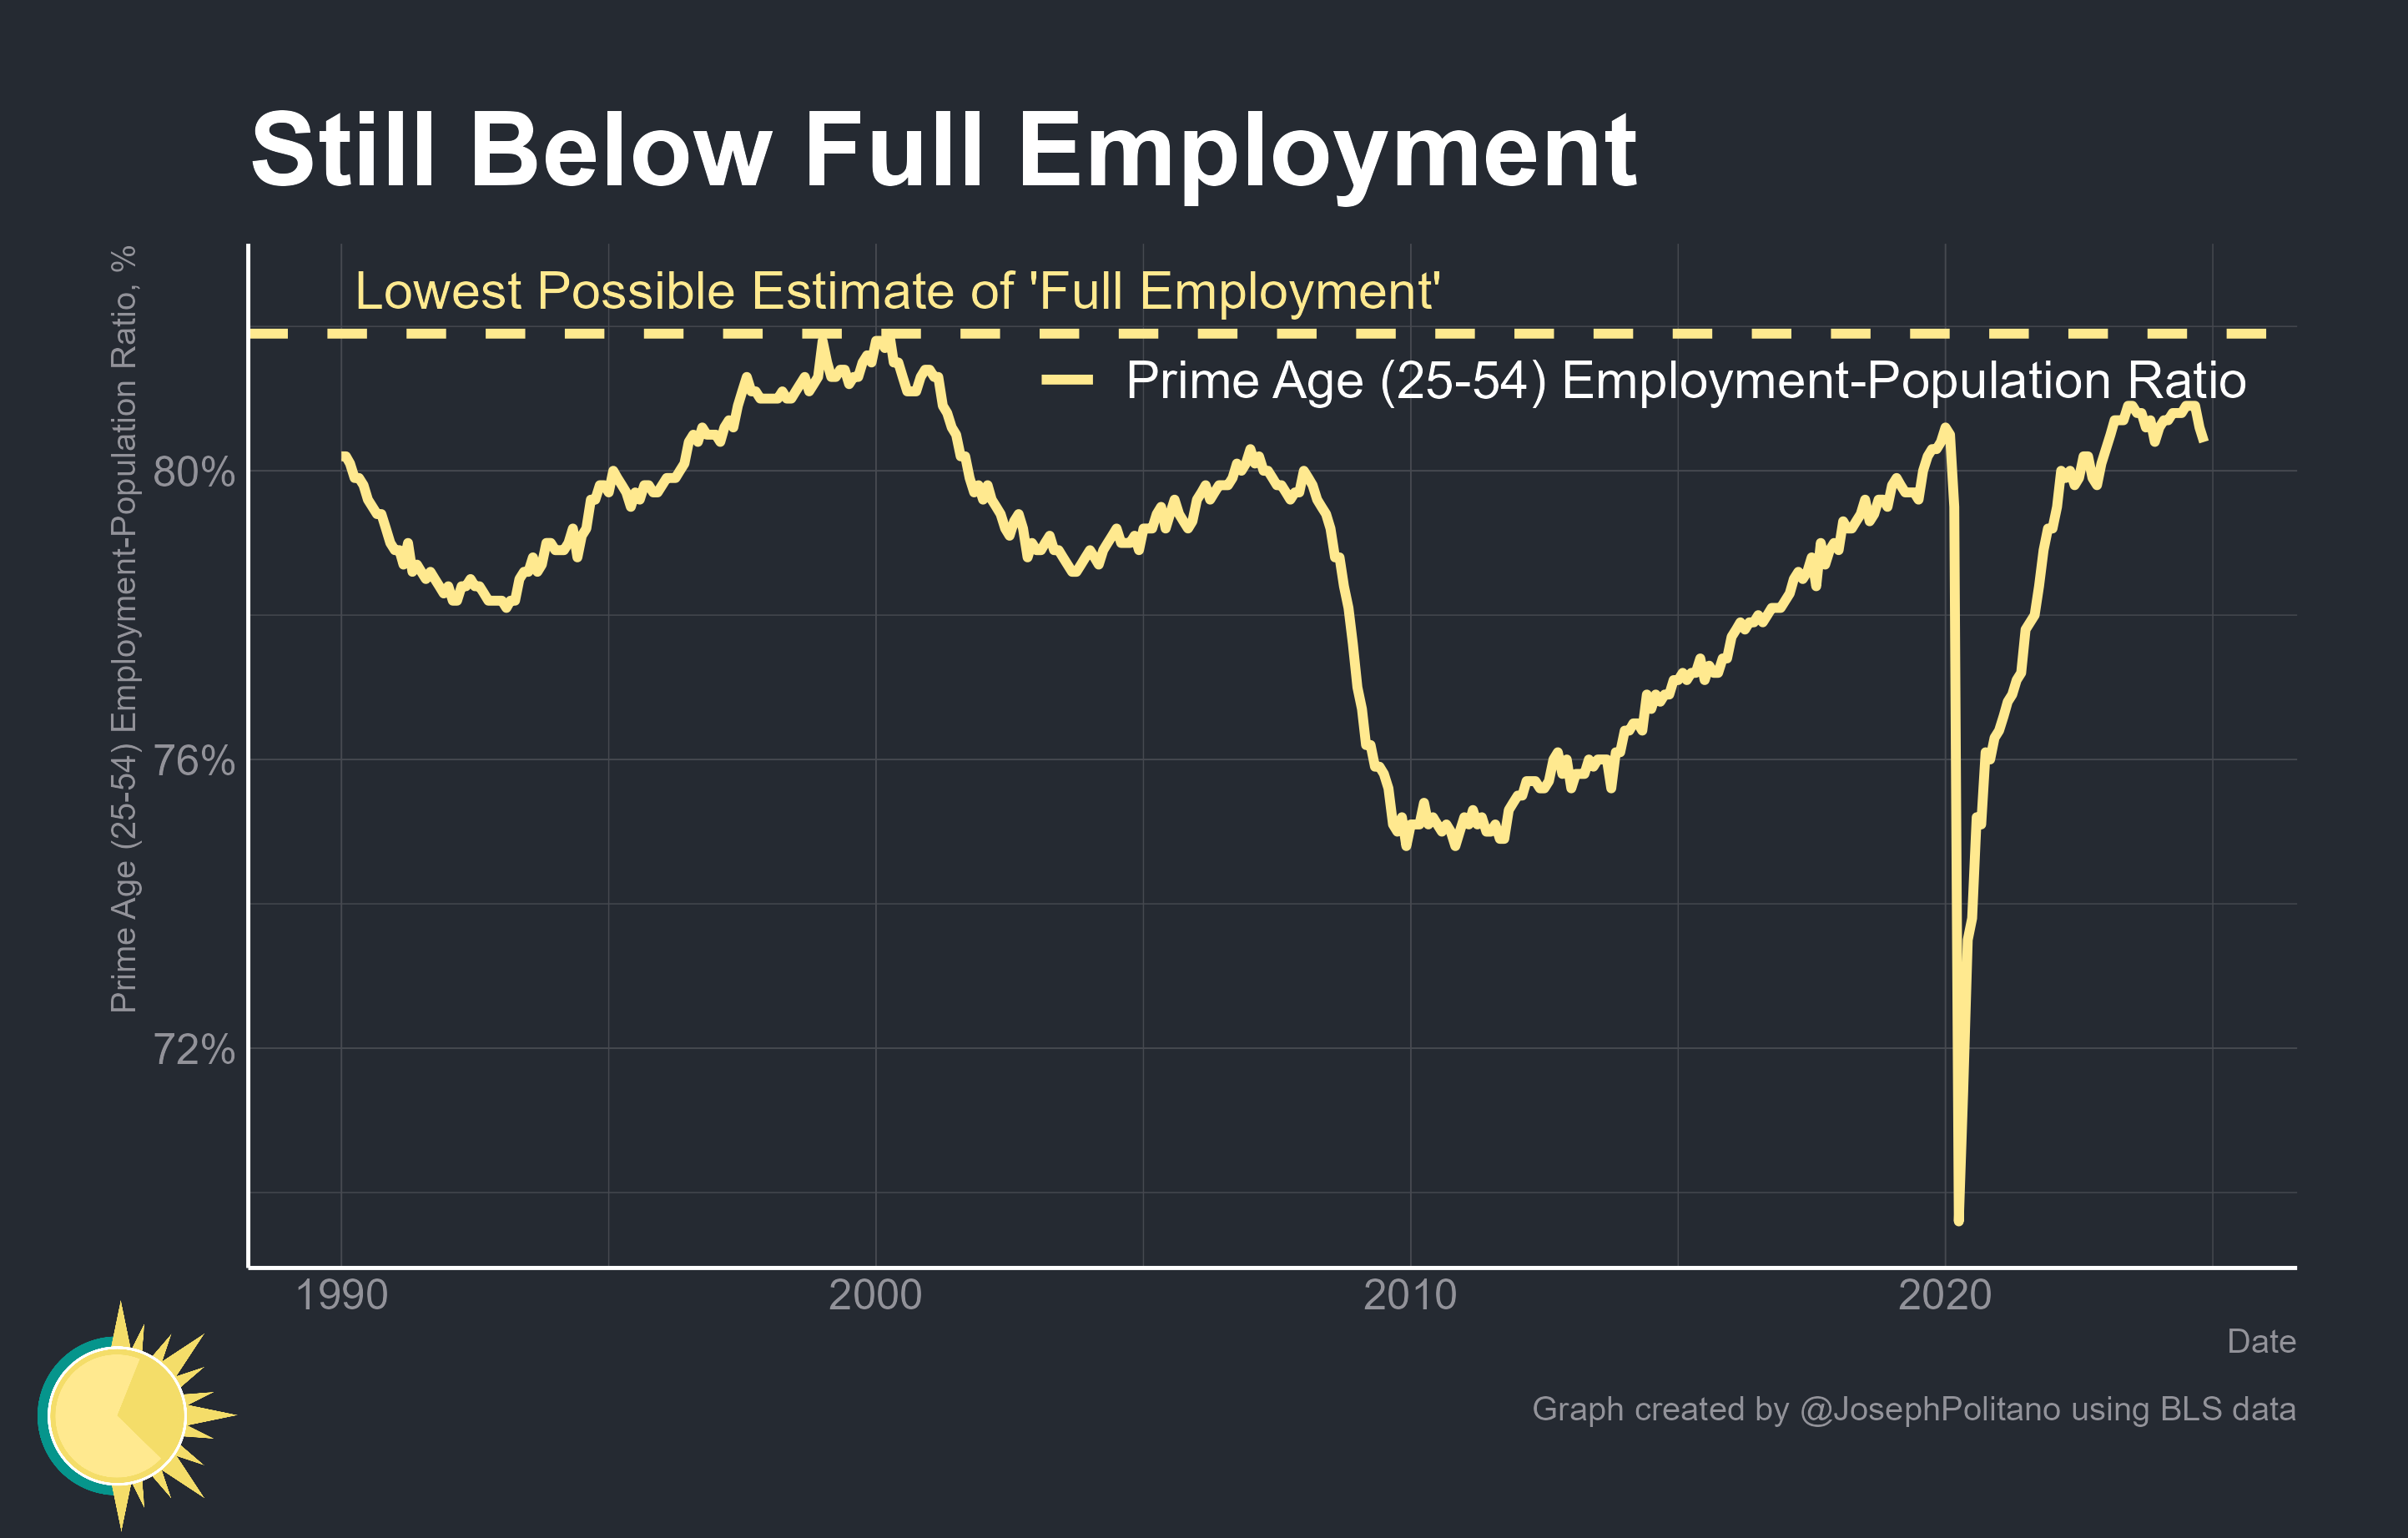 Still Below Full Employment
Lowest Possible Estimate of 'Full Employment'
Prime Age (25-54) Employment-Population Ratio
Prime Age (25-54) Employment-Population Ratio, %
80%
76%
72%
1990
2000
2010
2020
Date
Graph created by @JosephPolitano using BLS data